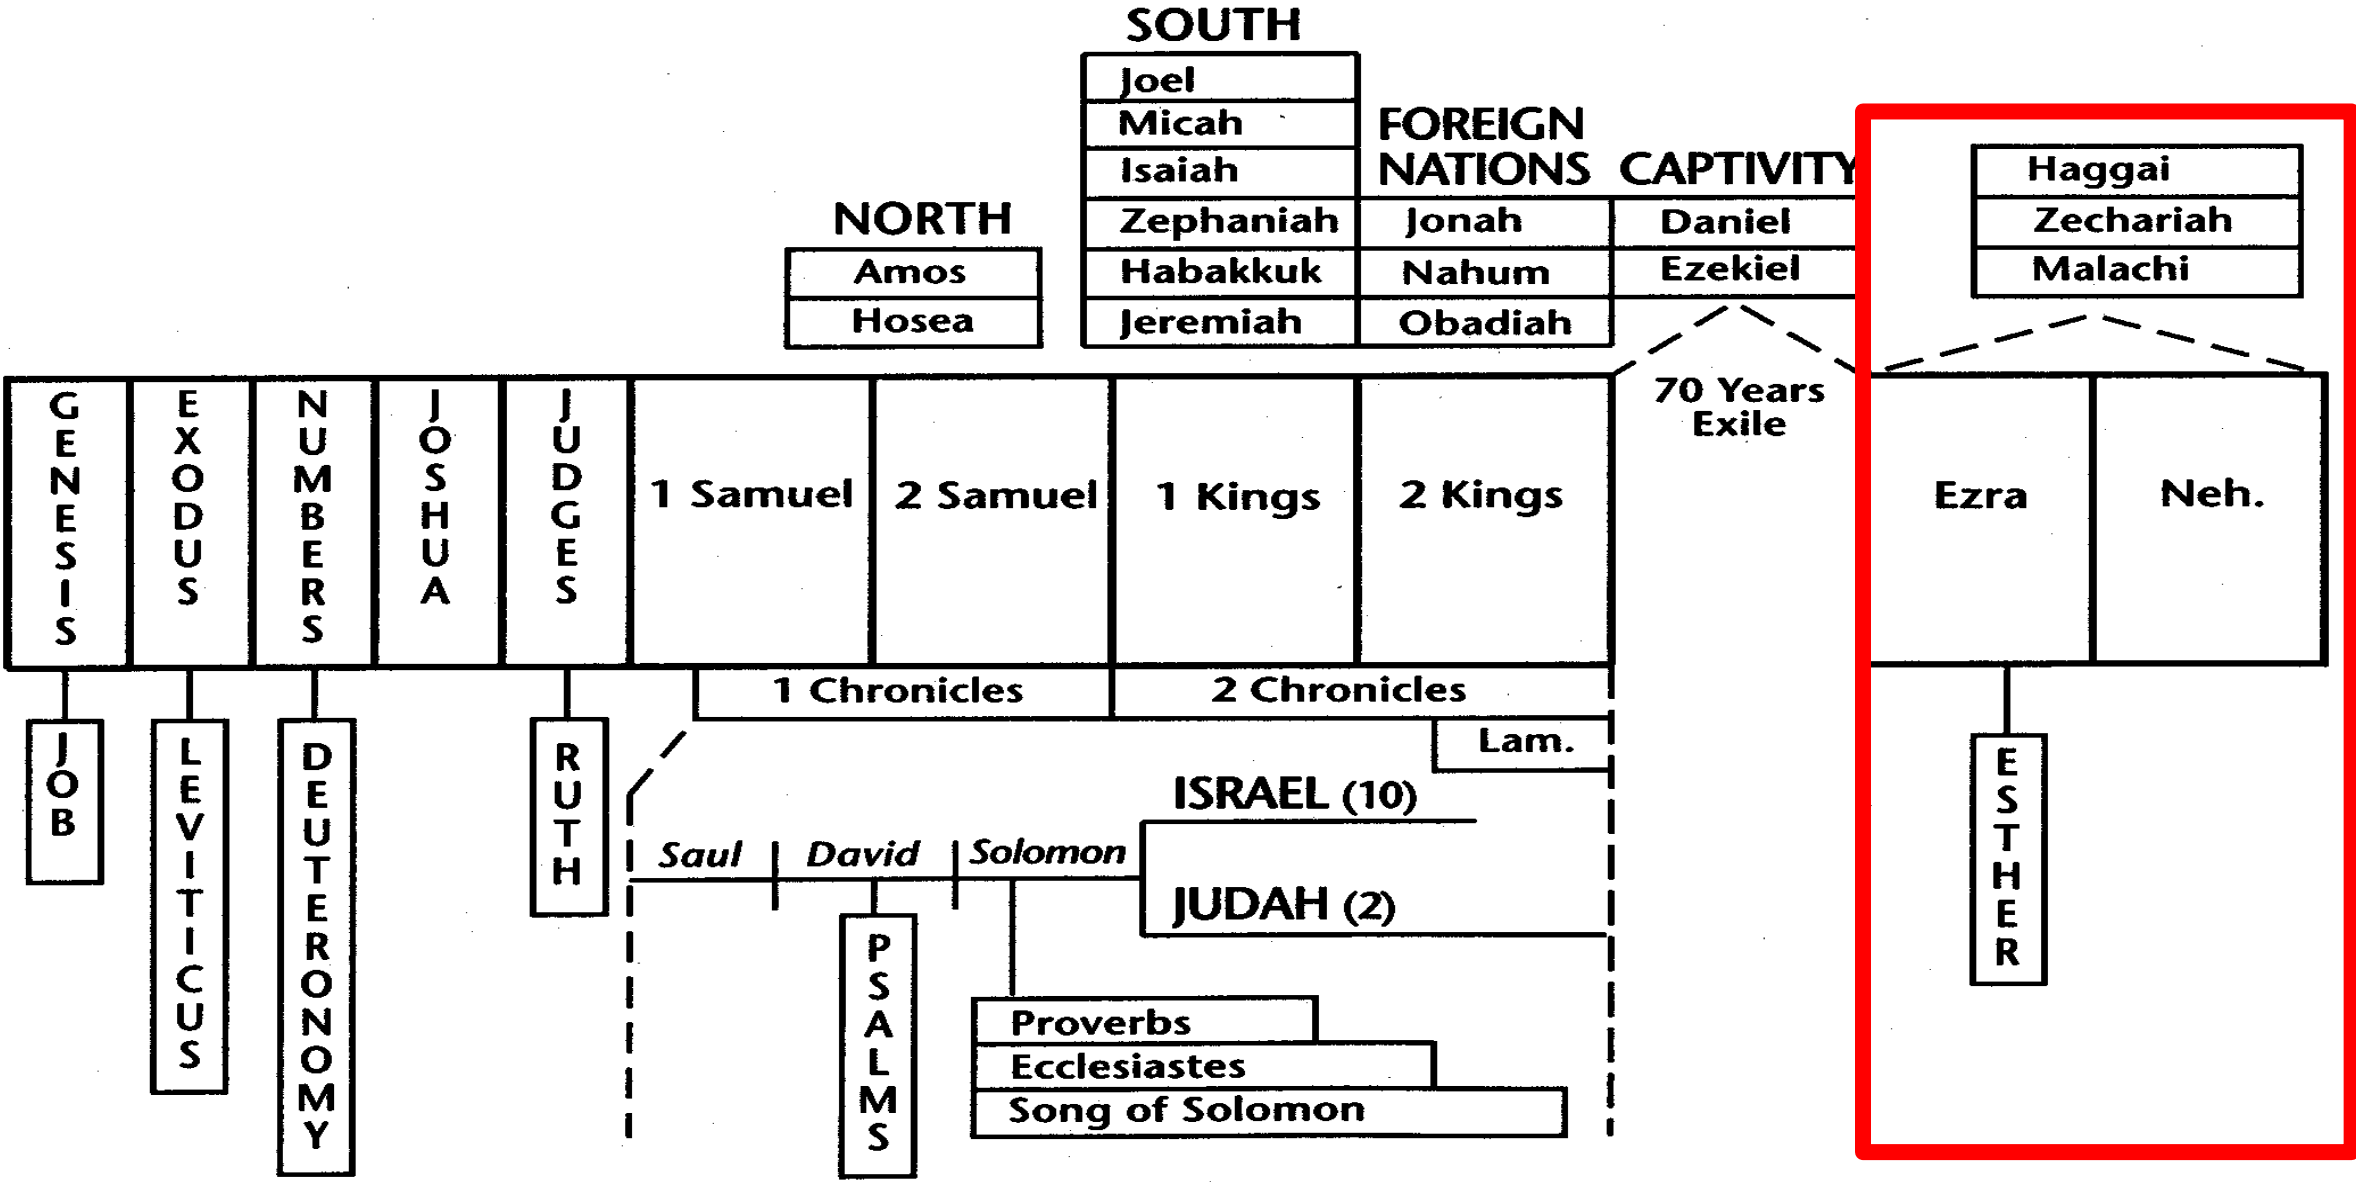 SOUTH
Joel
Micah
Isaiah
Zephaniah
Habakkuk
Jeremiah
FOREIGN
NATIONS
Jonah
Nahum
Obadiah
CAPTIVITY
Daniel
Ezekiel
Haggai
Zechariah
Malachi
NORTH
Amos
Hosea
GENESIS
EXODUS
NUMBERS
JOSHUA
JUDGES
1 Samuel
2 Samuel
1 Kings
2 Kings
70 Years
Exile
Ezra
Neh.
1 Chronicles
2 Chronicles
Lam.
JOB
LEVITICUS
DEUTERONOMY
RUTH
ISRAEL (10)
Saul
David
Solomon
JUDAH (2)
PSALMS
Proverbs
Ecclesiastes
Song of Solomon
ESTHER